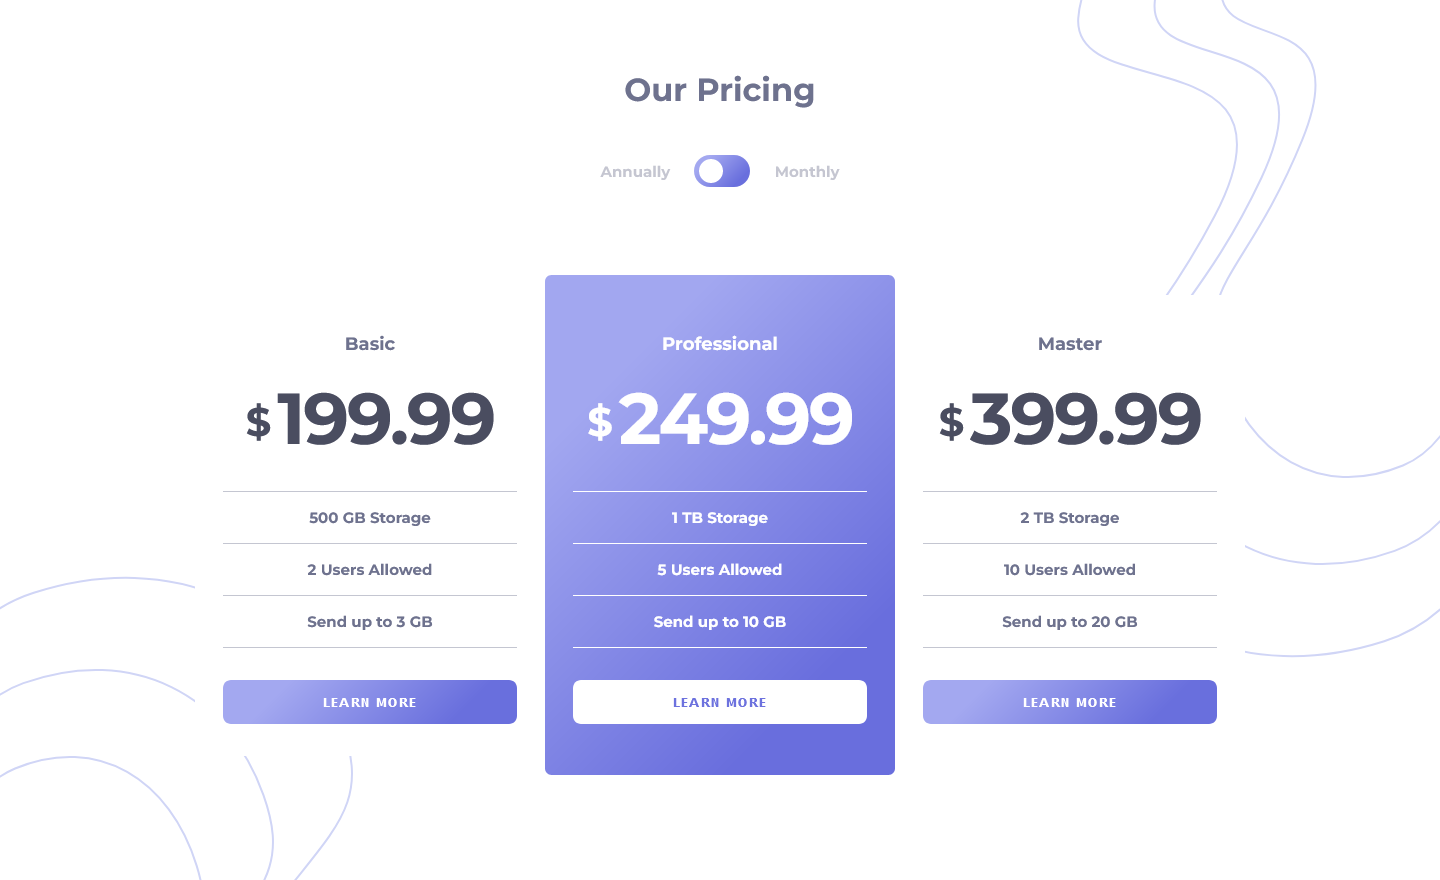 Our Pricing
Annually
Monthly
Basic
$199.99
500 GB Storage
2 Users Allowed
Send up to 3 GB
LEARN MORE
Professional
$249.99
1 TB Storage
5 Users Allowed
Send up to 10 GB
LEARN MORE
Master
$399.99
2 TB Storage
10 Users Allowed
Send up to 20 GB
LEARN MORE